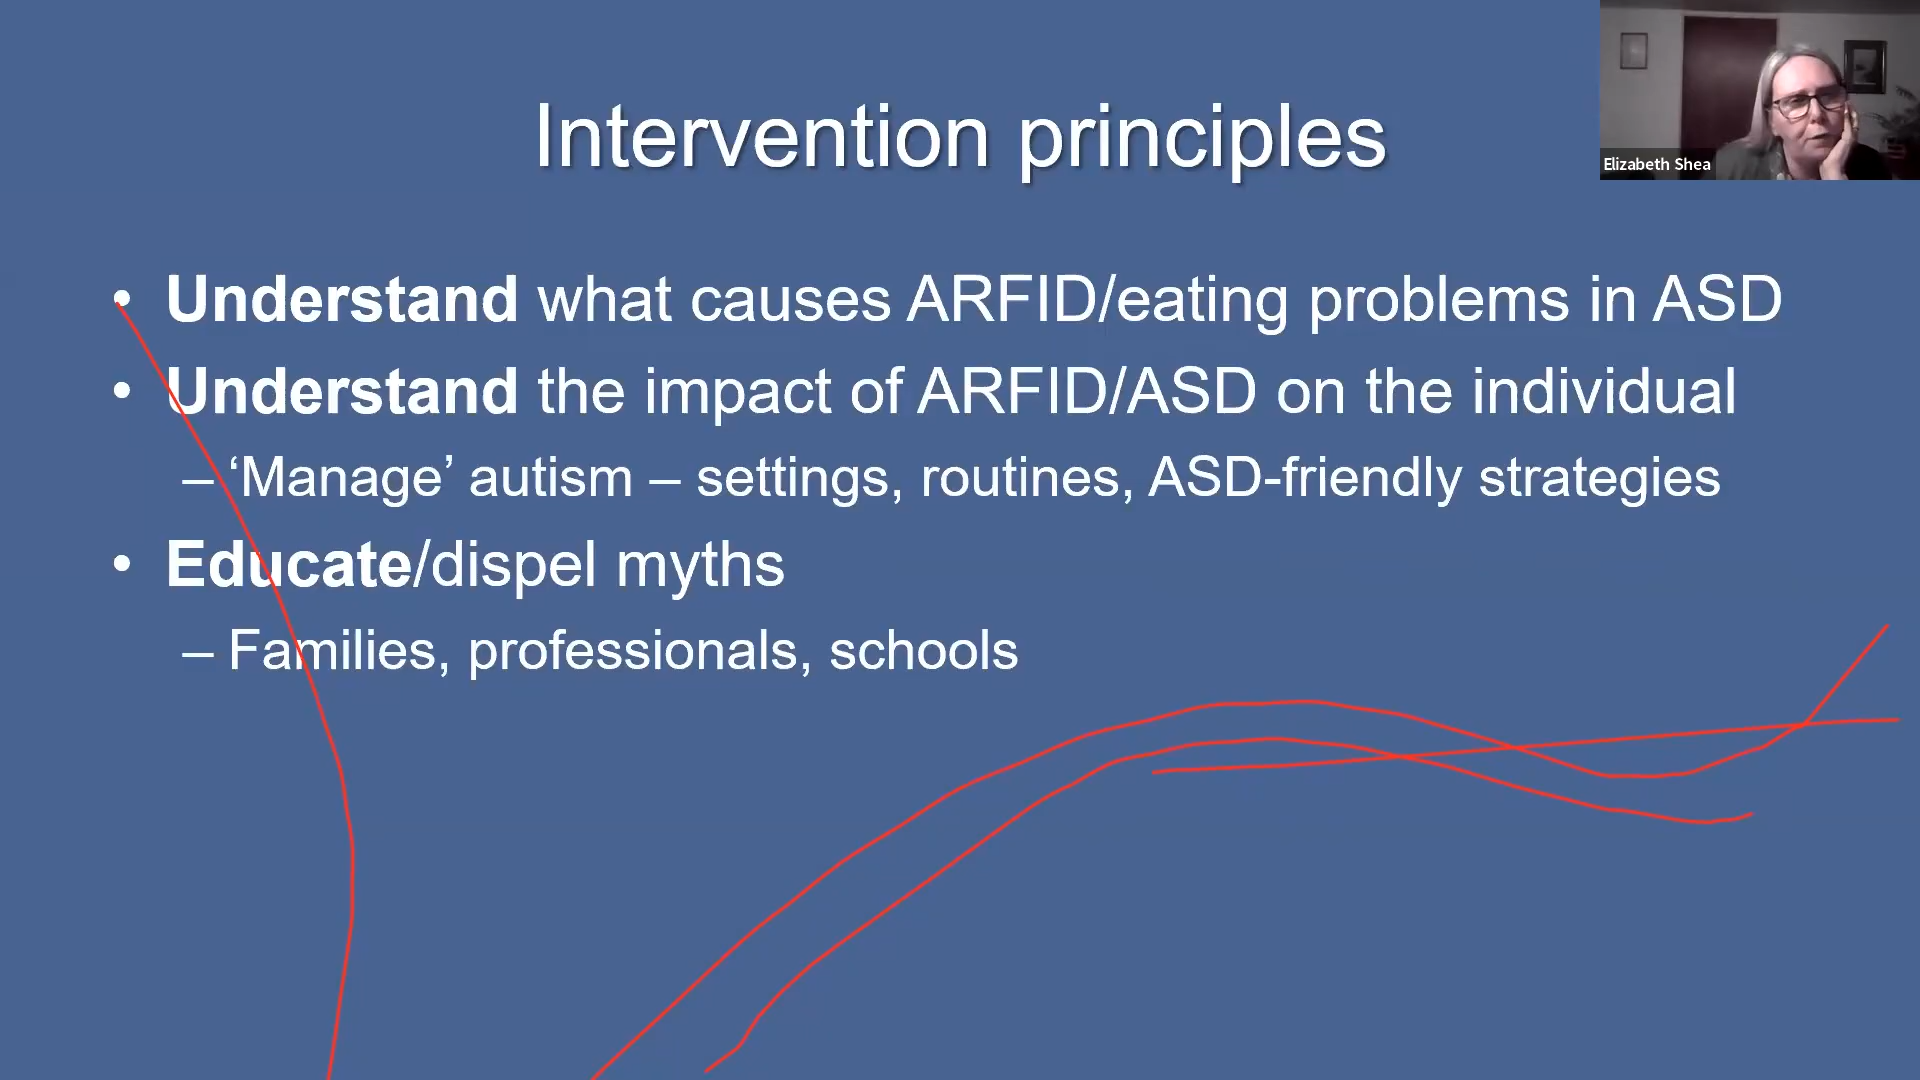 Intervention principles
Elizabeth Shea
• Understand what causes ARFID/eating problems in ASD
• Understand the impact of ARFID/ASD on the individual
– ‘Manage’ autism – settings, routines, ASD-friendly strategies
• Educate/dispel myths
– Families, professionals, schools